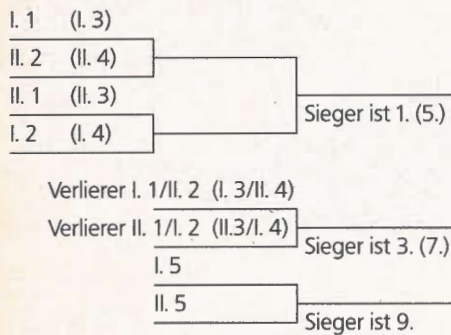 I. 1 (I. 3)
II. 2 (II. 4)
II. 1 (II. 3)
I. 2 (I. 4)
Sieger ist 1. (5.)
Verlierer I. 1/II. 2 (I. 3/II. 4)
Verlierer II. 1/I. 2 (II.3/I. 4)
Sieger ist 3. (7.)
I. 5
II. 5
Sieger ist 9.